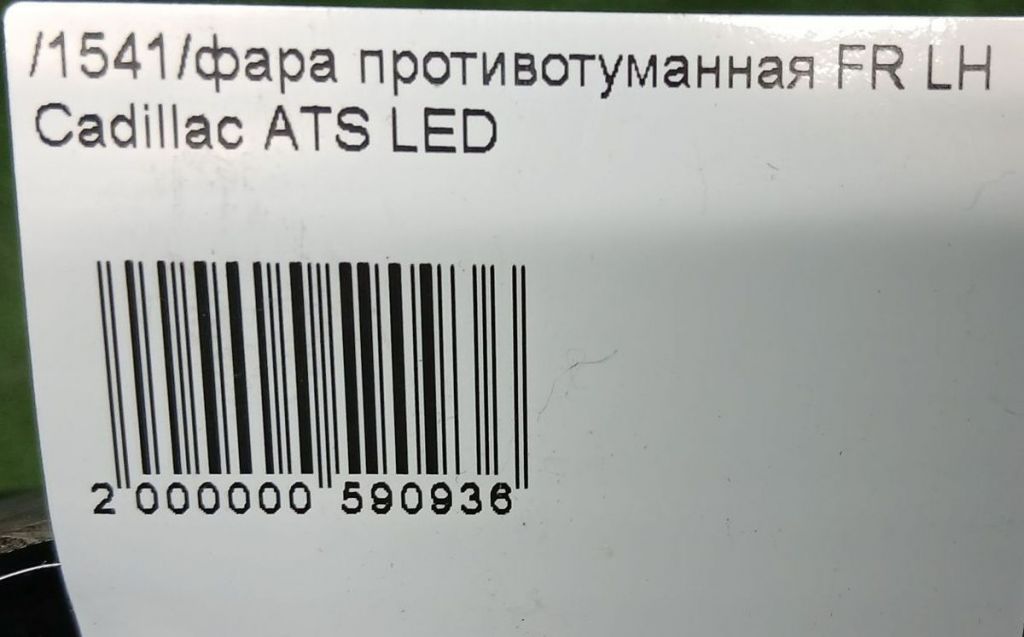 /1541/фара противотуманная FR LH
Cadillac ATS LED
2 000000 590936